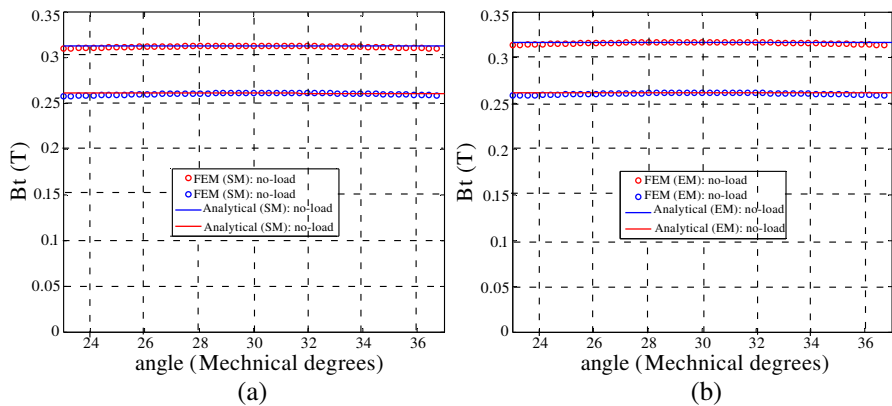 0.35
0.3
0.25
0.2
0.15
0.1
0.05
0
Bt (T)
FEM (SM): no-load
FEM (SM): no-load
Analytical (SM): no-load
Analytical (SM): no-load
24 26 28 30 32 34 36
angle (Mechnical degrees)
(a)
0.35
0.3
0.25
0.2
0.15
0.1
0.05
0
Bt (T)
FEM (EM): no-load
FEM (EM): no-load
Analytical (EM): no-load
Analytical (EM): no-load
24 26 28 30 32 34 36
angle (Mechnical degrees)
(b)